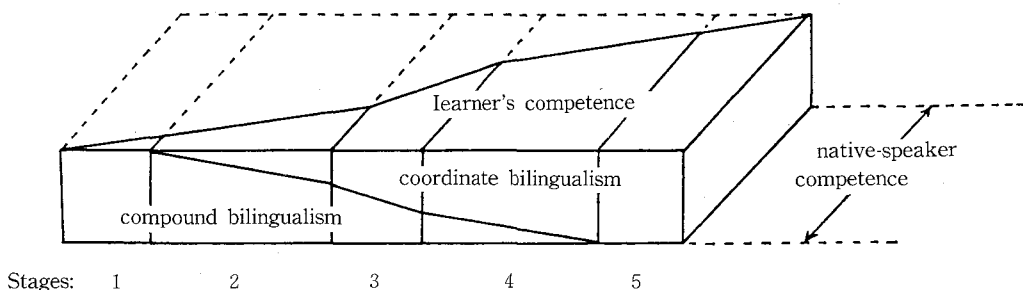 learner's competence
native-speaker
competence
coordinate bilingualism
compound bilingualism
Stages: 1 2 3 4 5